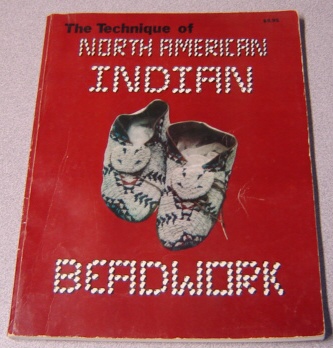 The Technique of
NORTH AMERICAN
INDIAN
BEADWORK